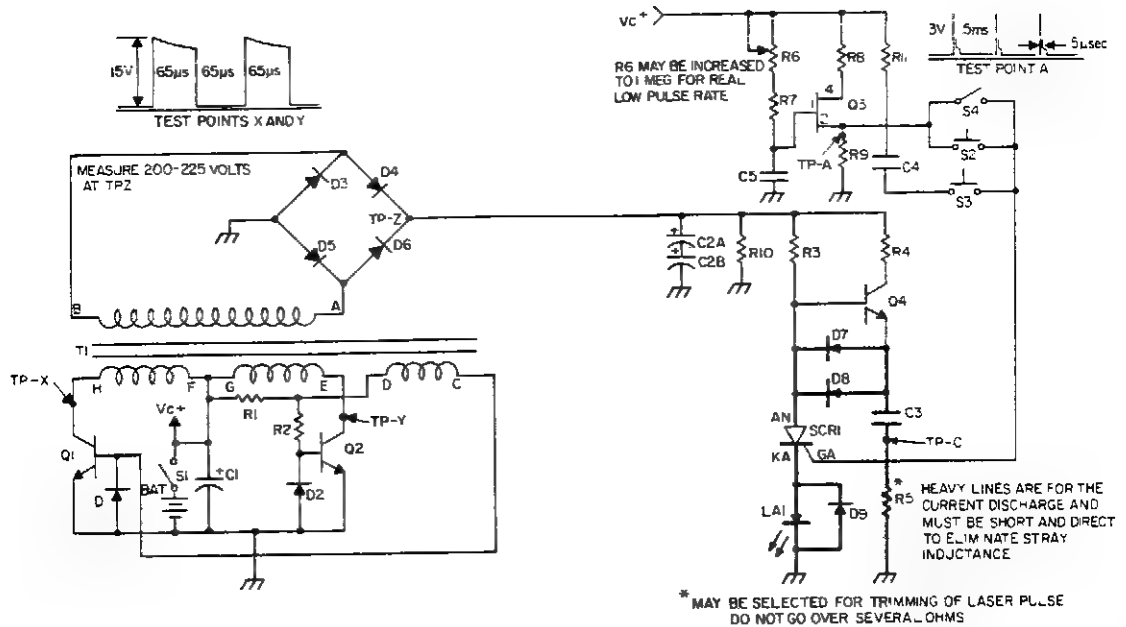 15V
65µs 65µs 65µs
TEST POINTS X AND Y
MEASURE 200-225 VOLTS
AT TPZ
D3
D4
TP-Z
D5
D6
B
A
T1
H
F
G
E
D
C
TP-X
Vc+
R1
R2
TP-Y
Q1
S1
C1
Q2
D
BAT
D2
Vc+
R6 MAY BE INCREASED
TO 1 MEG FOR REAL
LOW PULSE RATE
R6
R8
R11
3V
.5ms
5µsec
TEST POINT A
R7
4
Q3
1
2
S4
TP-A
R9
C4
S2
C5
S3
C2A
C2B
R10
R3
R4
Q4
D7
D8
C3
AN
SCR1
TP-C
KA
GA
LA1
D9
*
R5
HEAVY LINES ARE FOR THE
CURRENT DISCHARGE AND
MUST BE SHORT AND DIRECT
TO ELIM NATE STRAY
INDUCTANCE
*MAY BE SELECTED FOR TRIMMING OF LASER PULSE
DO NOT GO OVER SEVERAL OHMS